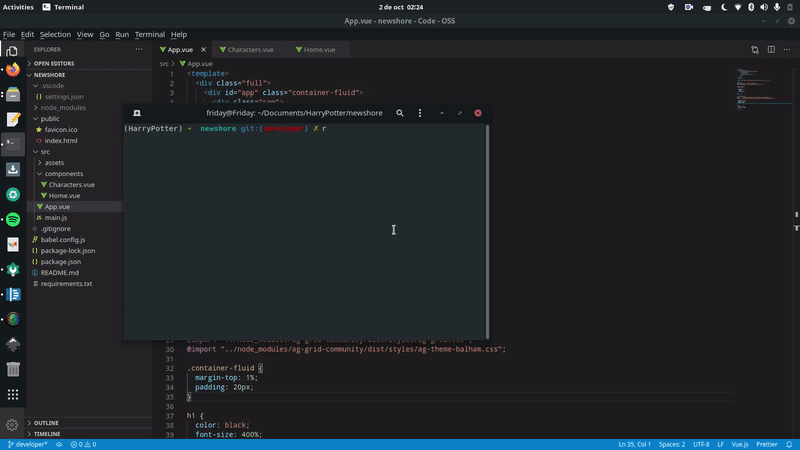 Activities Terminal 2 de oct 02:24
App.vue - newshore - Code - OSS
File Edit Selection View Go Run Terminal Help
EXPLORER ···
App.vue Characters.vue Home.vue
OPEN EDITORS
src > App.vue
NEWSHORE
.vscode
settings.json
node_modules
public
favicon.ico
index.html
src
assets
components
Characters.vue
Home.vue
App.vue
main.js
.gitignore
babel.config.js
package-lock.json
package.json
README.md
requirements.txt
OUTLINE
TIMELINE
1 <template>
2 <div class="full">
3 <div id="app" class="container-fluid">
friday@Friday: ~/Documents/HarryPotter/newshore
(HarryPotter) → newshore git:( ) ✗ r
30 @import "../node_modules/ag-grid-community/dist/styles/ag-theme-balham.css";
31
32 .container-fluid {
33 margin-top: 1%;
34 padding: 20px;
35 }
36
37 h1 {
38 color: black;
39 font-size: 400%;
developer* 0 0 Ln 35, Col 1 Spaces: 2 UTF-8 LF Vue.js Prettier